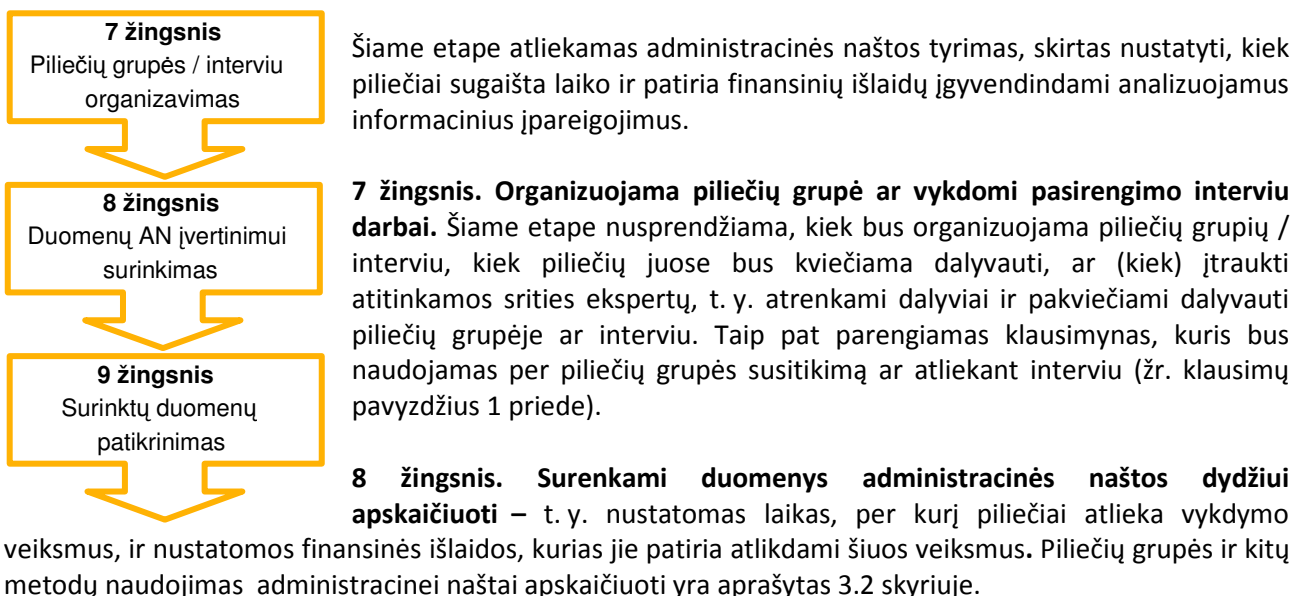 7 žingsnis
Piliečių grupės / interviu
organizavimas
8 žingsnis
Duomenų AN įvertinimui
surinkimas
9 žingsnis
Surinktų duomenų
patikrinimas
Šiame etape atliekamas administracinės naštos tyrimas, skirtas nustatyti, kiek
piliečiai sugaišta laiko ir patiria finansinių išlaidų įgyvendindami analizuojamus
informacinius įpareigojimus.
7 žingsnis. Organizuojama piliečių grupė ar vykdomi pasirengimo interviu
darbai. Šiame etape nusprendžiama, kiek bus organizuojama piliečių grupių /
interviu, kiek piliečių juose bus kviečiama dalyvauti, ar (kiek) įtraukti
atitinkamos srities ekspertų, t. y. atrenkami dalyviai ir pakviečiami dalyvauti
piliečių grupėje ar interviu. Taip pat parengiamas klausimynas, kuris bus
naudojamas per piliečių grupės susitikimą ar atliekant interviu (žr. klausimų
pavyzdžius 1 priede).
8 žingsnis. Surenkami duomenys administracinės naštos dydžiui
apskaičiuoti – t. y. nustatomas laikas, per kurį piliečiai atlieka vykdymo
veiksmus, ir nustatomos finansinės išlaidos, kurias jie patiria atlikdami šiuos veiksmus. Piliečių grupės ir kitų
metodų naudojimas administracinei naštai apskaičiuoti yra aprašytas 3.2 skyriuje.